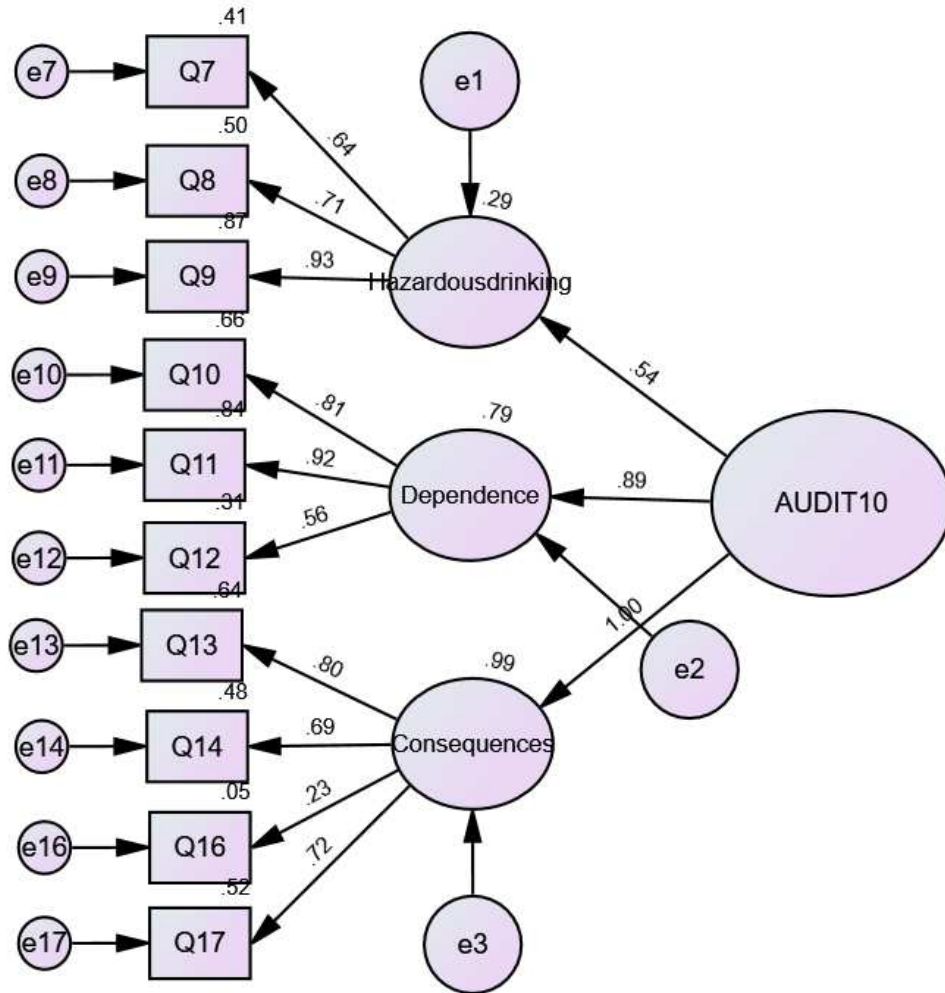 .41
e7
Q7
e1
.64
.50
e8
Q8
.71
.29
.87
e9
Q9
.93
Hazardousdrinking
.66
e10
Q10
.81
.54
.84
e11
Q11
.92
.79
Dependence
.89
AUDIT10
.31
e12
Q12
.56
.64
e13
Q13
.80
1.00
e2
.99
.48
e14
Q14
.69
Consequences
.05
e16
Q16
.23
.72
.52
e17
Q17
e3